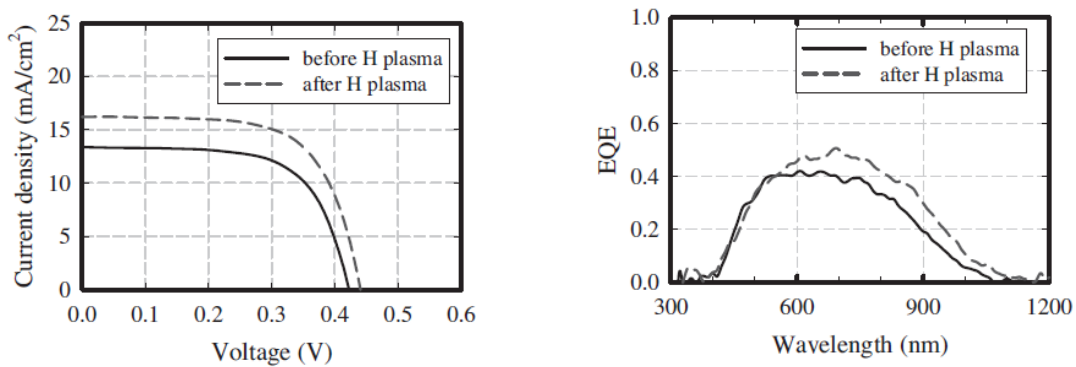 25
20
15
10
5
0
0.0 0.1 0.2 0.3 0.4 0.5 0.6
Current density (mA/cm²)
Voltage (V)
before H plasma
after H plasma
1.0
0.8
0.6
0.4
0.2
0.0
300 600 900 1200
EQE
Wavelength (nm)
before H plasma
after H plasma